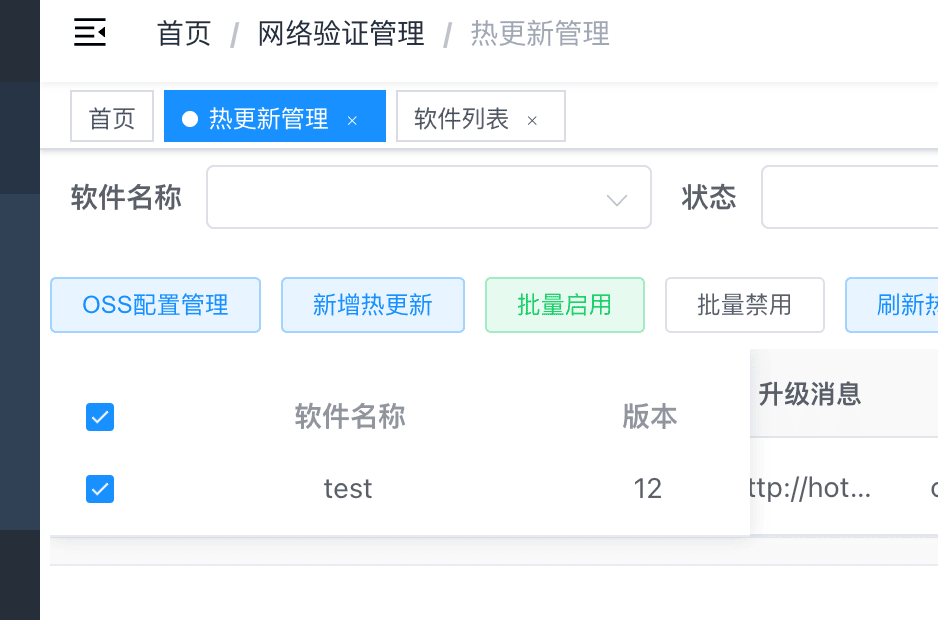 首页 / 网络验证管理 / 热更新管理
首页 热更新管理 × 软件列表 ×
软件名称 状态
OSS配置管理 新增热更新 批量启用 批量禁用 刷新
软件名称 版本 升级消息
test 12 ttp://hot...